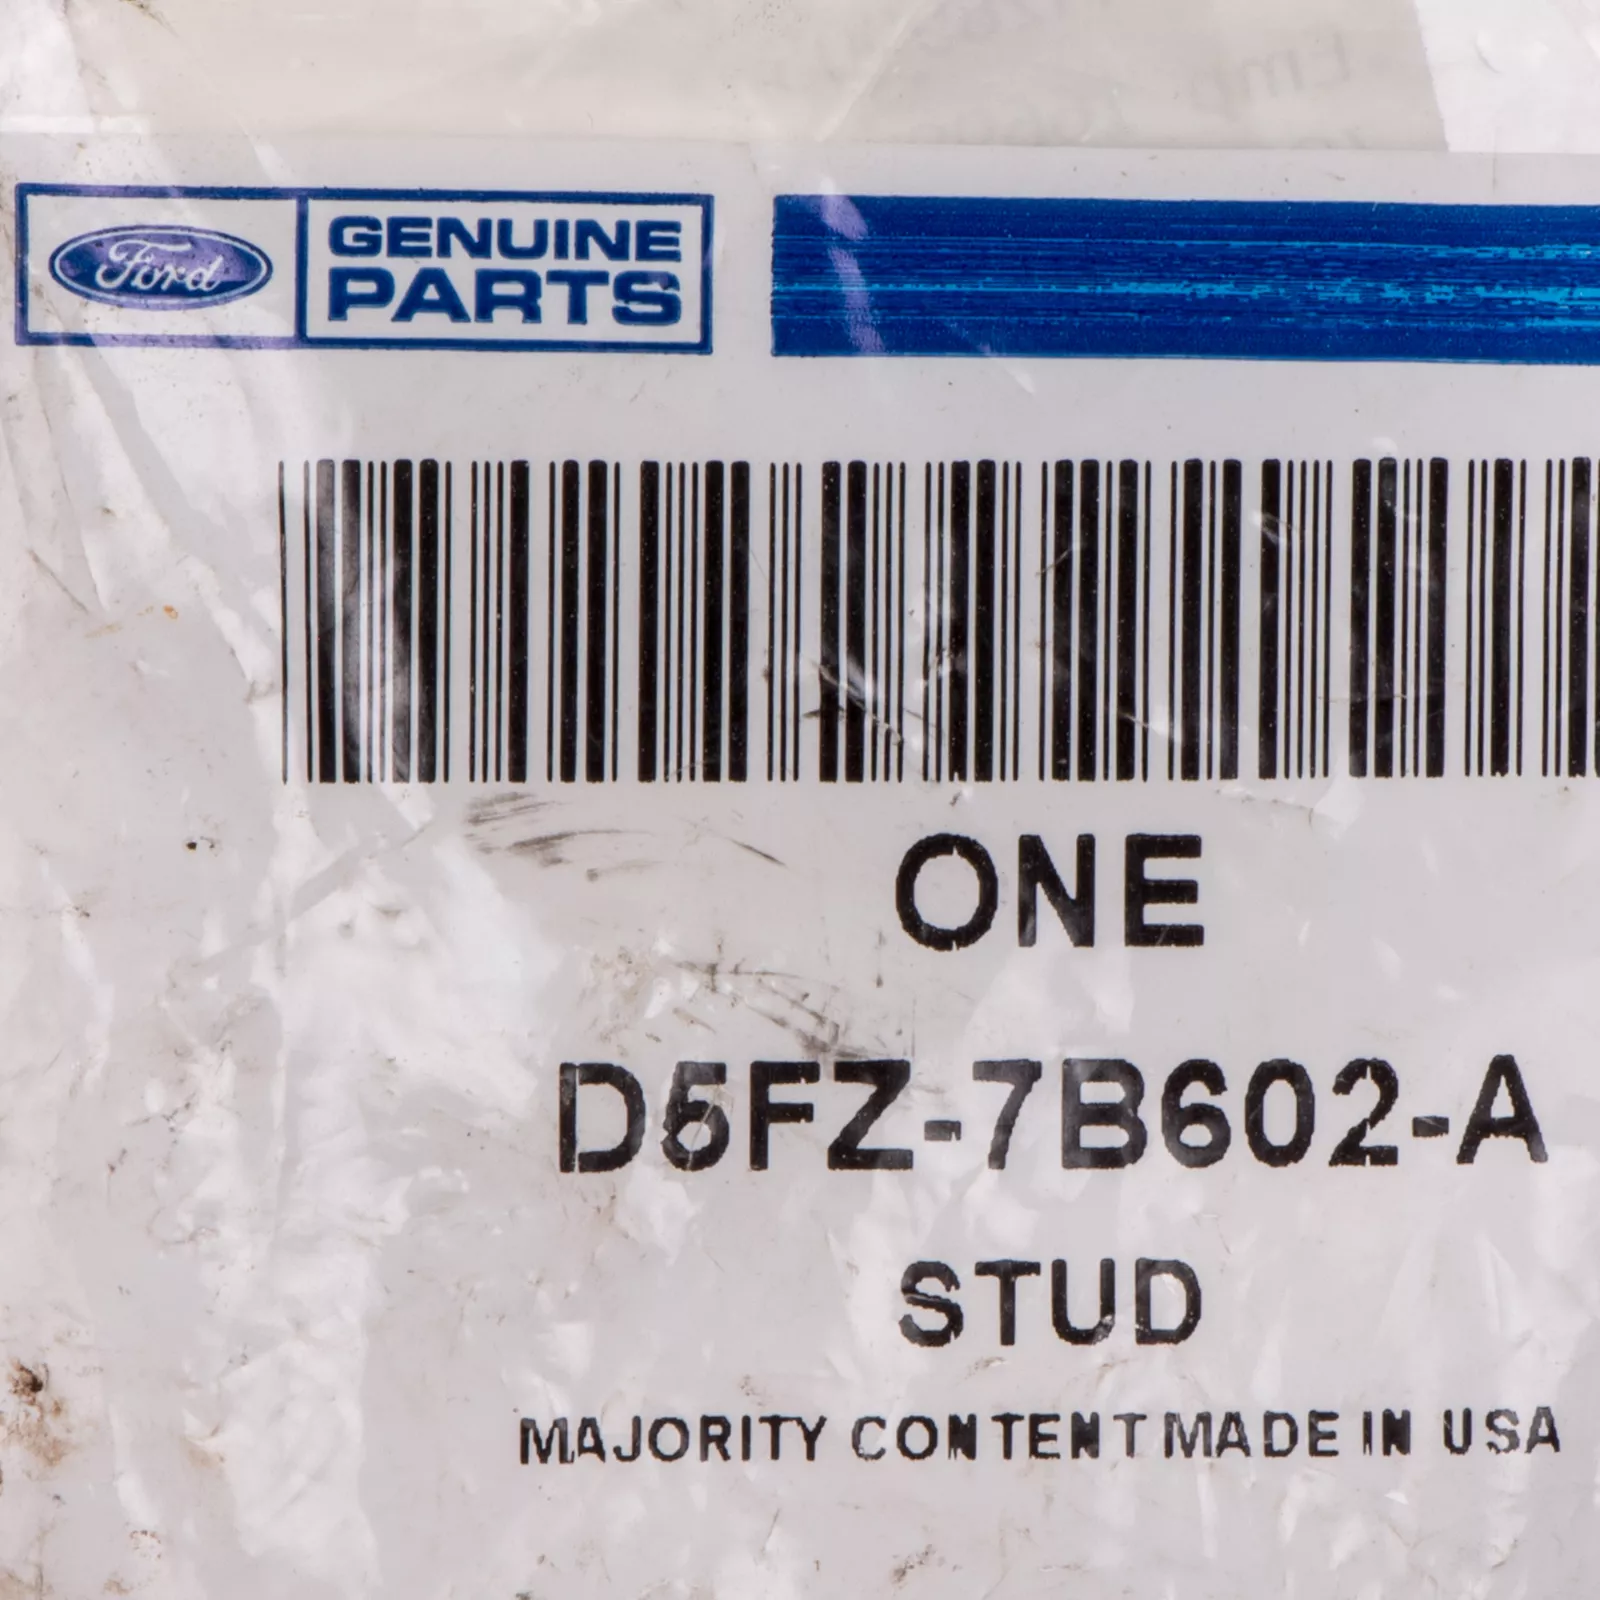 Ford GENUINE
PARTS
ONE
D5FZ-7B602-A
STUD
MAJORITY CONTENT MADE IN USA